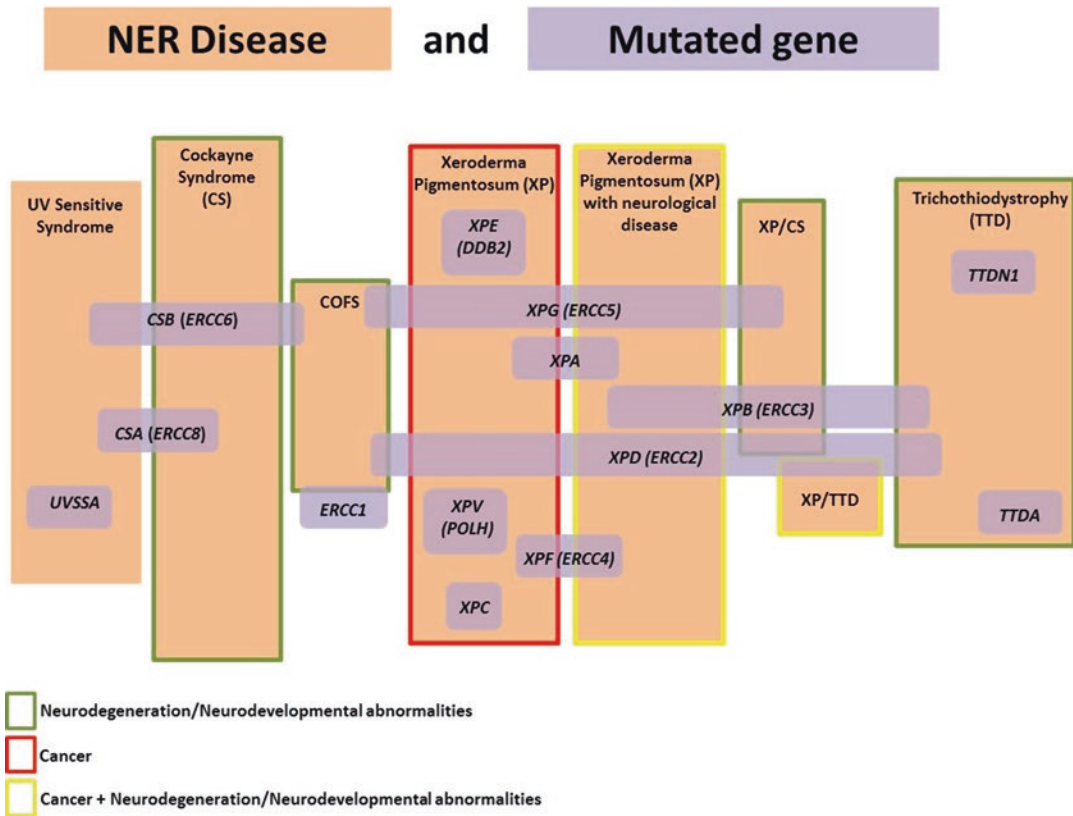 NER Disease and Mutated gene
UV Sensitive
Syndrome
Cockayne
Syndrome
(CS)
COFS
Xeroderma
Pigmentosum (XP)
Xeroderma
Pigmentosum (XP)
with neurological
disease
XP/CS
XP/TTD
Trichothiodystrophy
(TTD)
XPE
(DDB2)
TTDN1
CSB (ERCC6)
XPG (ERCC5)
XPA
XPB (ERCC3)
CSA (ERCC8)
XPD (ERCC2)
UVSSA
ERCC1
XPV
(POLH)
TTDA
XPF (ERCC4)
XPC
Neurodegeneration/Neurodevelopmental abnormalities
Cancer
Cancer + Neurodegeneration/Neurodevelopmental abnormalities